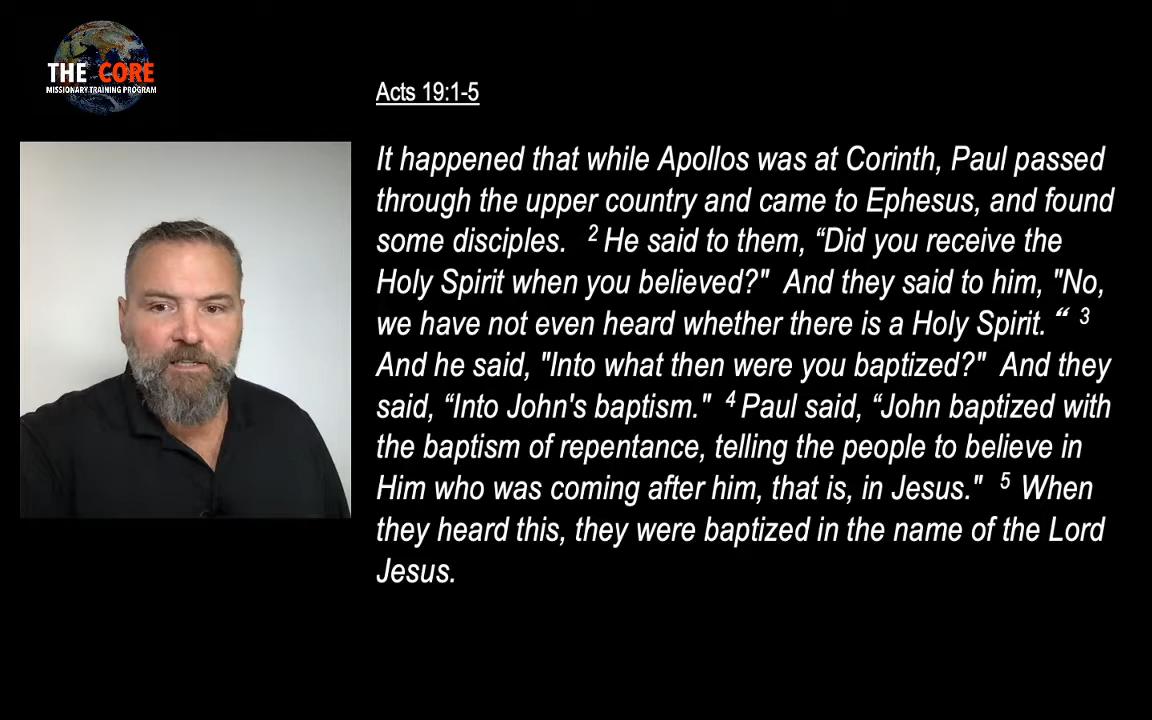 THE CORE
MISSIONARY TRAINING PROGRAM
Acts 19:1-5
It happened that while Apollos was at Corinth, Paul passed
through the upper country and came to Ephesus, and found
some disciples. ² He said to them, “Did you receive the
Holy Spirit when you believed?" And they said to him, "No,
we have not even heard whether there is a Holy Spirit. “ ³
And he said, "Into what then were you baptized?" And they
said, “Into John's baptism." ⁴ Paul said, “John baptized with
the baptism of repentance, telling the people to believe in
Him who was coming after him, that is, in Jesus." ⁵ When
they heard this, they were baptized in the name of the Lord
Jesus.